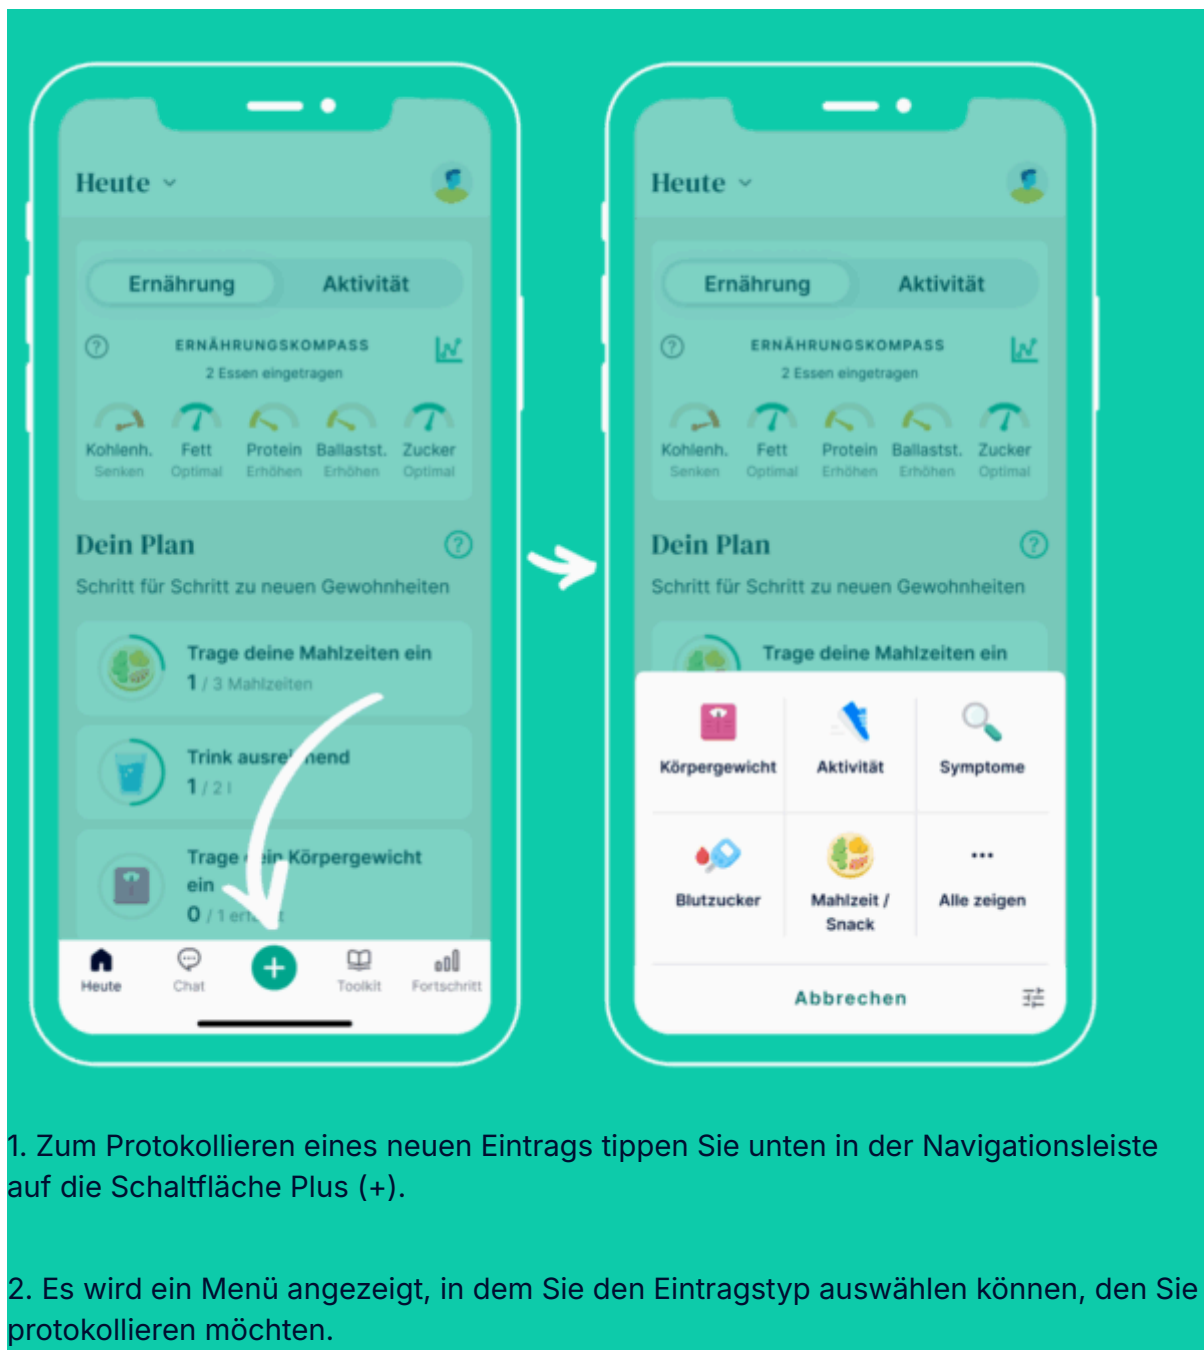 Heute
Ernährung Aktivität
ERNÄHRUNGSKOMPASS
2 Essen eingetragen
Kohlenh. Fett Protein Ballastst. Zucker
Senken Optimal Erhöhen Erhöhen Optimal
Dein Plan
Schritt für Schritt zu neuen Gewohnheiten
Trage deine Mahlzeiten ein
1 / 3 Mahlzeiten
Trink ausreichend
1 / 2 l
Trage dein Körpergewicht
ein
0 / 1 erfasst
Heute Chat + Toolkit Fortschritt
Heute
Ernährung Aktivität
ERNÄHRUNGSKOMPASS
2 Essen eingetragen
Kohlenh. Fett Protein Ballastst. Zucker
Senken Optimal Erhöhen Erhöhen Optimal
Dein Plan
Schritt für Schritt zu neuen Gewohnheiten
Trage deine Mahlzeiten ein
Körpergewicht Aktivität Symptome
Blutzucker Mahlzeit / Alle zeigen
Snack
Abbrechen
1. Zum Protokollieren eines neuen Eintrags tippen Sie unten in der Navigationsleiste
auf die Schaltfläche Plus (+).
2. Es wird ein Menü angezeigt, in dem Sie den Eintragstyp auswählen können, den Sie
protokollieren möchten.